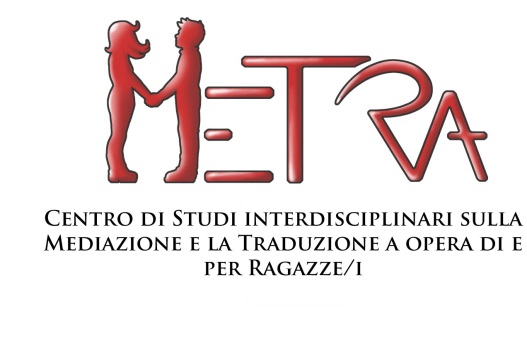 METRA
CENTRO DI STUDI INTERDISCIPLINARI SULLA
MEDIAZIONE E LA TRADUZIONE A OPERA DI E
PER RAGAZZE/I